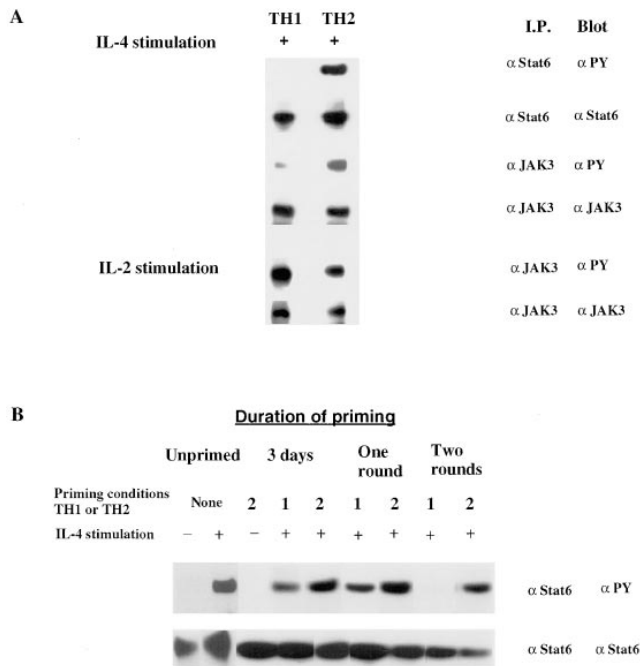 A
TH1 TH2 I.P. Blot
IL-4 stimulation + +
α Stat6 α PY
α Stat6 α Stat6
α JAK3 α PY
α JAK3 α JAK3
IL-2 stimulation α JAK3 α PY
α JAK3 α JAK3
B
Duration of priming
Unprimed 3 days One round Two rounds
Priming conditions TH1 or TH2 None 2 1 2 1 2 1 2
IL-4 stimulation – + – + + + + + +
α Stat6 α PY
α Stat6 α Stat6